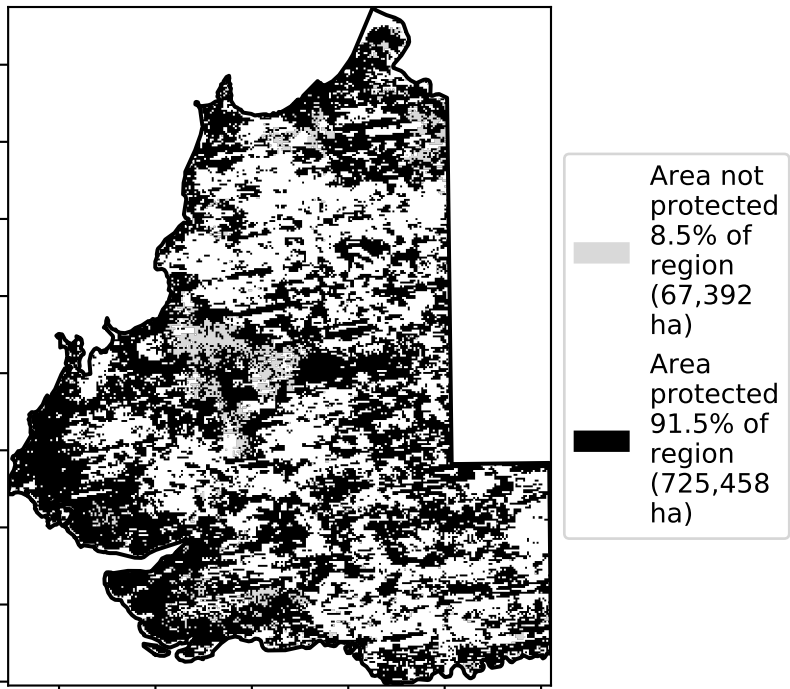 Area not
protected
8.5% of
region
(67,392
ha)
Area
protected
91.5% of
region
(725,458
ha)